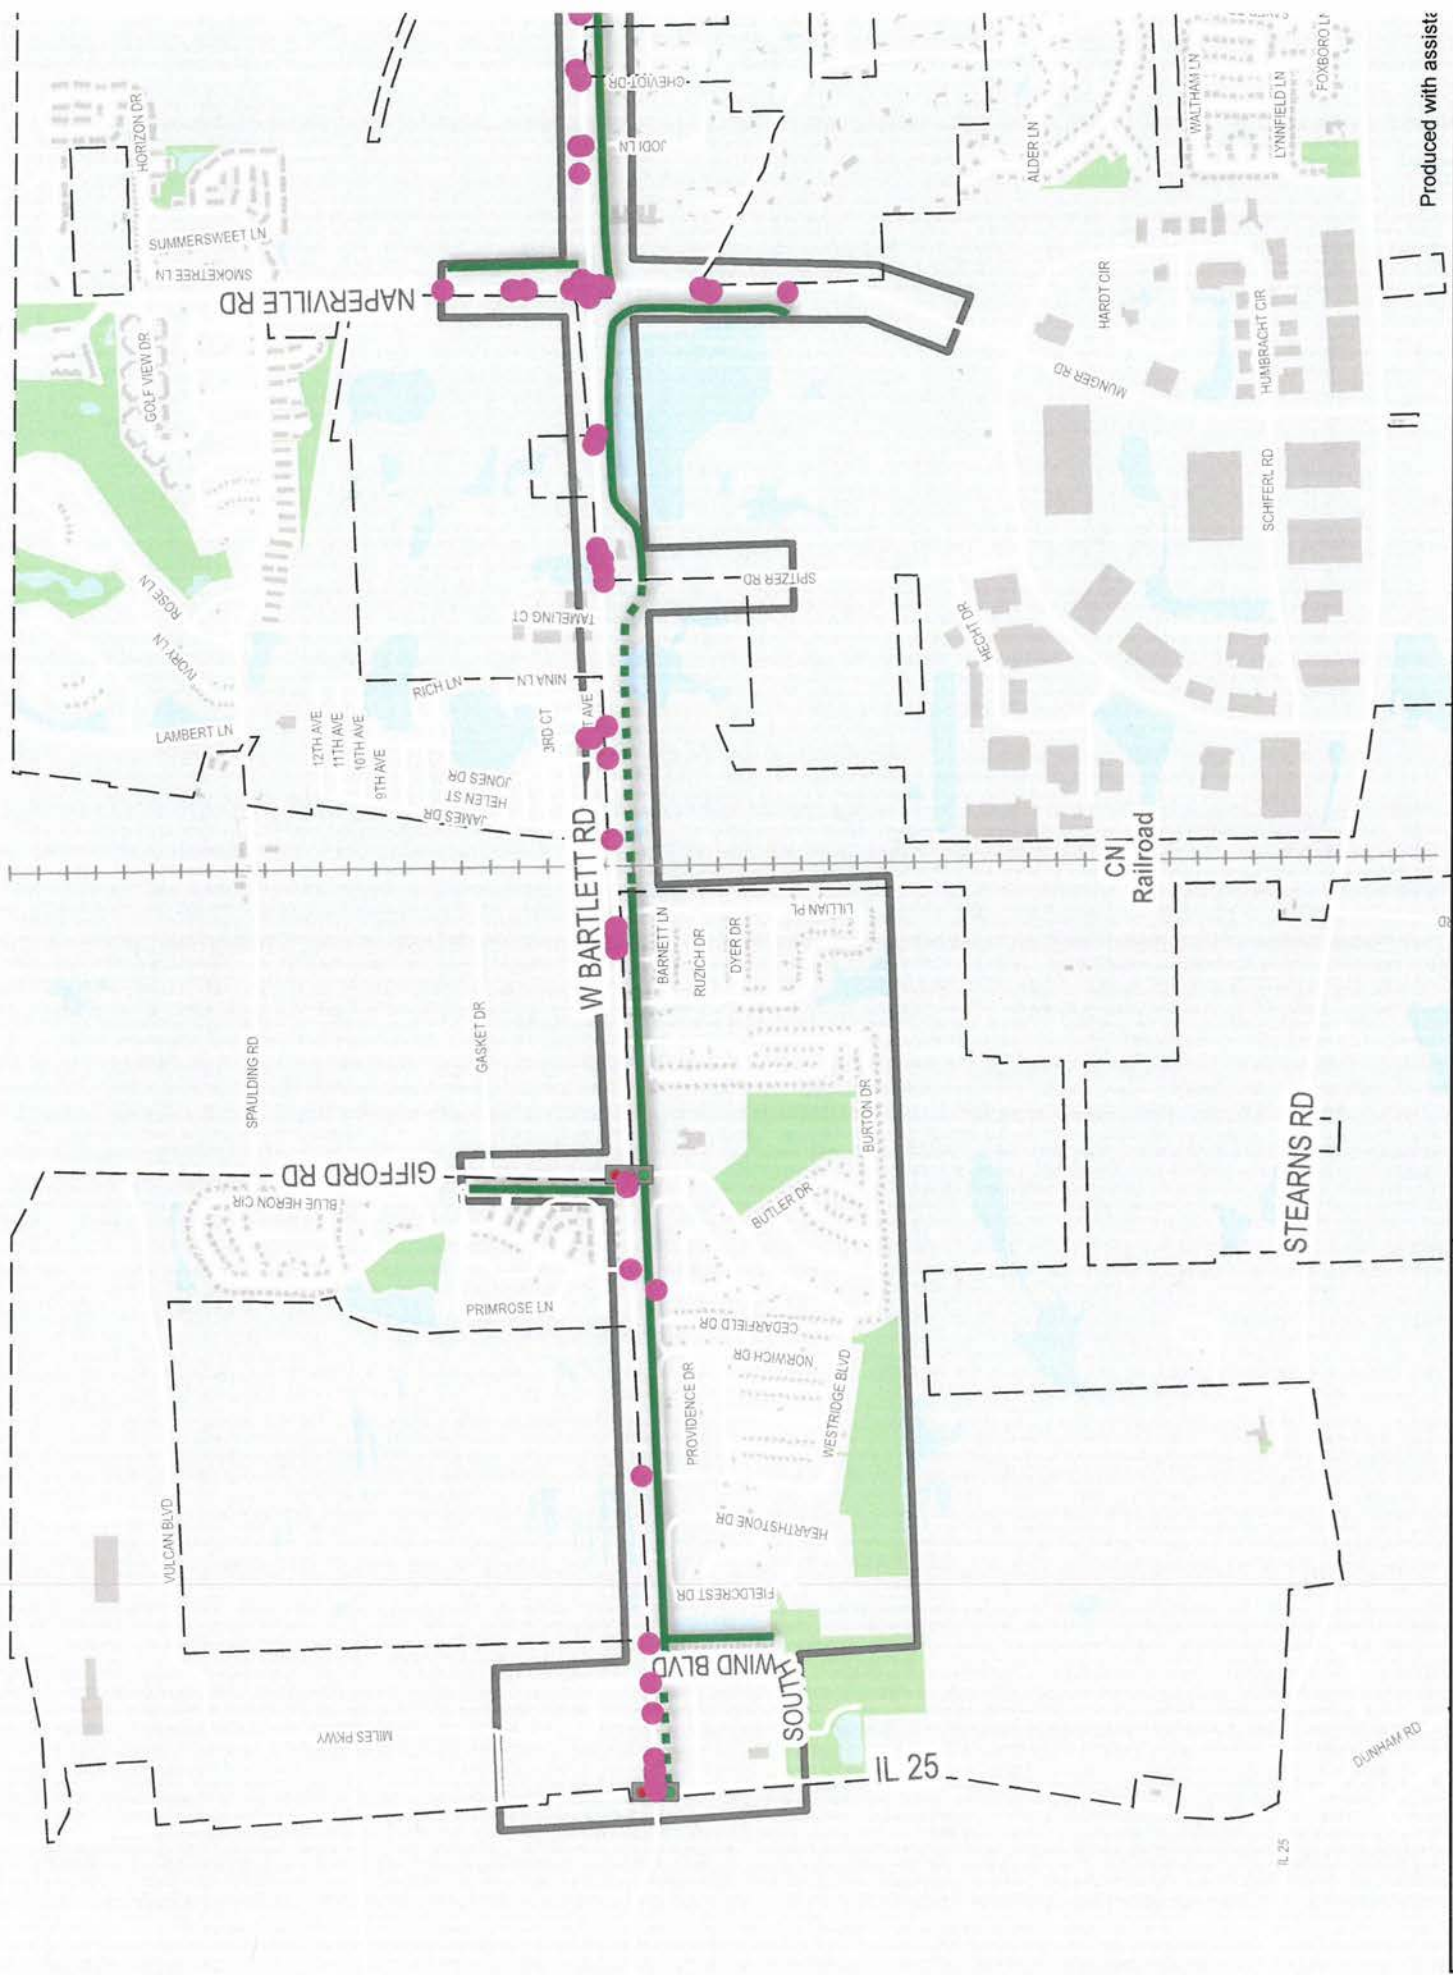 CHEVIOT DR
HORIZON DR
WALTHAM LN
LYNNFIELD LN
FOXBORO LN
JODI LN
ALDER LN
Produced with assista
SUMMERSWEET LN
SMOKETREE LN
NAPERVILLE RD
HARDT CIR
HUMBRACHT CIR
GOLF VIEW DR
MUNGER RD
SCHIFERL RD
ROSE LN
SPITZER RD
TAMELING CT
HECHT DR
IVORY LN
RICH LN
NINA LN
LAMBERT LN
12TH AVE
11TH AVE
10TH AVE
9TH AVE
3RD CT
T AVE
JONES DR
HELEN ST
JAMES DR
W BARTLETT RD
CN
Railroad
LILLIAN PL
BARNETT LN
RUZICH DR
DYER DR
GASKET DR
SPAULDING RD
BURTON DR
STEARNS RD
GIFFORD RD
BLUE HERON CIR
BUTLER DR
PRIMROSE LN
CEDARFIELD DR
NORWICH DR
PROVIDENCE DR
WESTRIDGE BLVD
HEARTHSTONE DR
VULCAN BLVD
FIELDCREST DR
SOUTH
WIND BLVD
MILES PKWY
IL 25
DUNHAM RD
IL 25